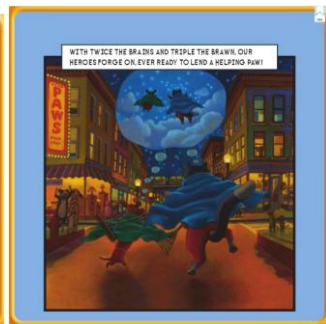 WITH TWICE THE BRAINS AND TRIPLE THE BRAWN, OUR
HEROES FORGE ON, EVER READY TO LEND A HELPING PAW!
PAWS